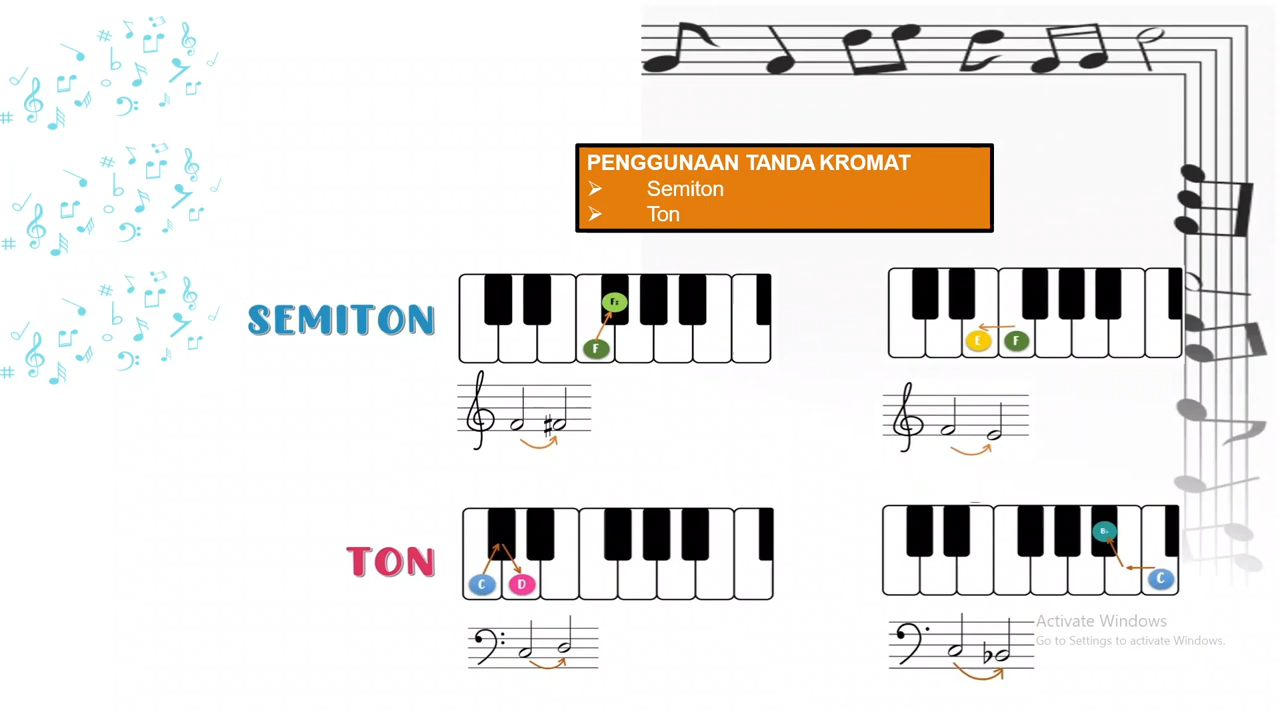 PENGGUNAAN TANDA KROMAT
➢ Semiton
➢ Ton
SEMITON
F♯
F
E
F
TON
C
D
B♭
C
Activate Windows
Go to Settings to activate Windows.